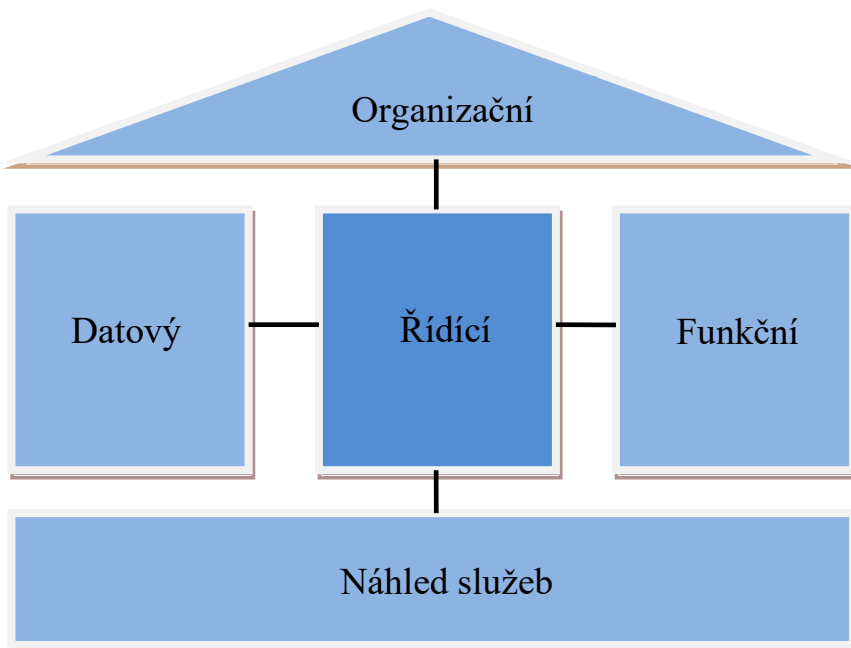 Organizační
Datový
Řídící
Funkční
Náhled služeb